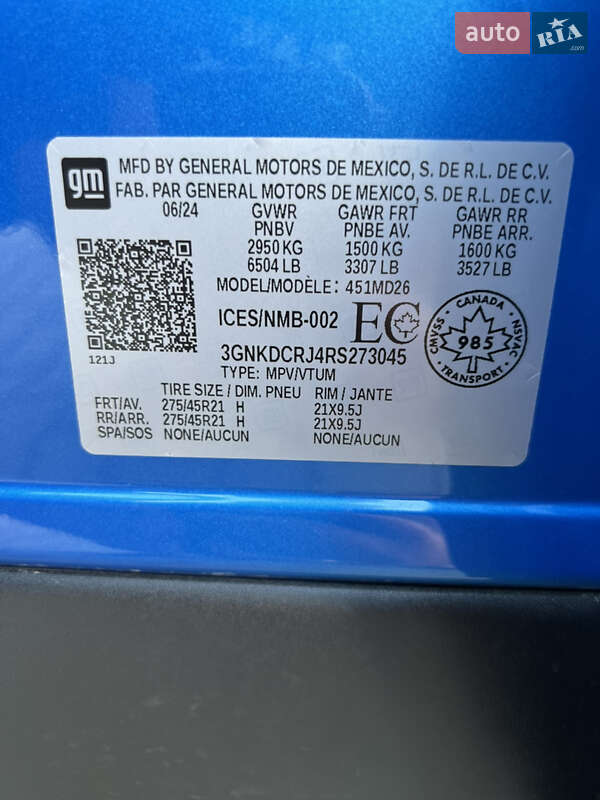 auto RIA.com
gm
MFD BY GENERAL MOTORS DE MEXICO, S. DE R.L. DE C.V.
FAB. PAR GENERAL MOTORS DE MEXICO, S. DE R.L. DE C.V.
06/24 GVWR GAWR FRT GAWR RR
PNBV PNBE AV. PNBE ARR.
2950 KG 1500 KG 1600 KG
6504 LB 3307 LB 3527 LB
MODEL/MODÈLE: 451MD26
ICES/NMB-002 EC
CANADA
CMVSS 985 NSVAC
TRANSPORT
121J
3GNKDCRJ4RS273045
TYPE: MPV/VTUM
TIRE SIZE / DIM. PNEU RIM / JANTE
FRT/AV. 275/45R21 H 21X9.5J
RR/ARR. 275/45R21 H 21X9.5J
SPA/SOS NONE/AUCUN NONE/AUCUN